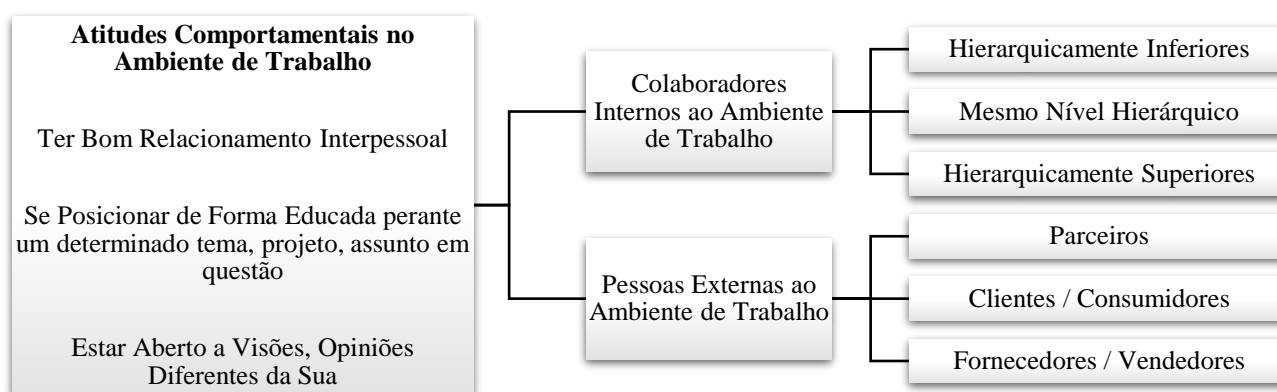 Atitudes Comportamentais no
Ambiente de Trabalho
Ter Bom Relacionamento Interpessoal
Se Posicionar de Forma Educada perante
um determinado tema, projeto, assunto em
questão
Estar Aberto a Visões, Opiniões
Diferentes da Sua
Colaboradores
Internos ao Ambiente
de Trabalho
Hierarquicamente Inferiores
Mesmo Nível Hierárquico
Hierarquicamente Superiores
Pessoas Externas ao
Ambiente de Trabalho
Parceiros
Clientes / Consumidores
Fornecedores / Vendedores